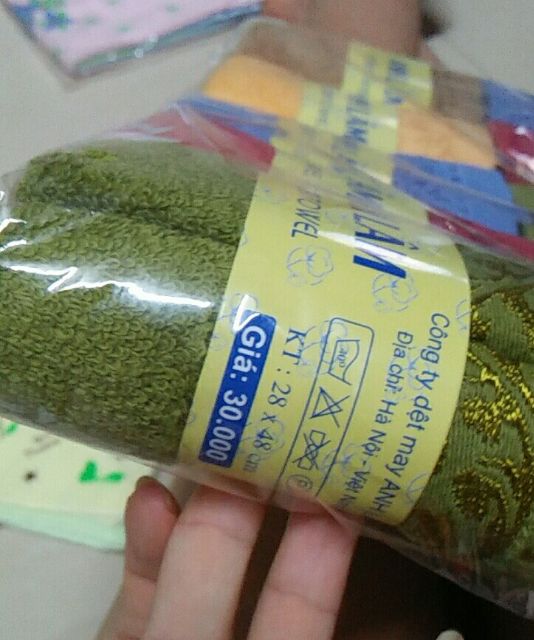 LÂM
TOWEL
Giá: 30.000
KT: 28 x 48 cm
30°
Công ty dệt may ANH
Địa chỉ: Hà Nội - Việt N